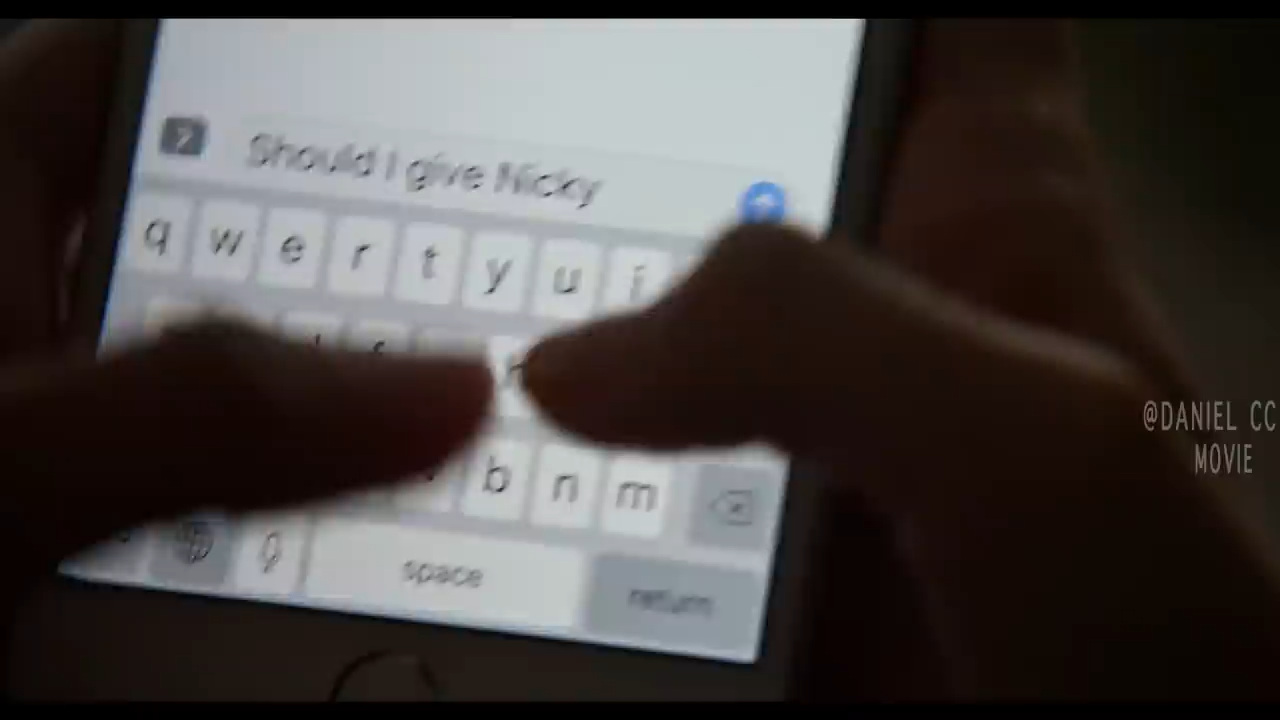 Should I give Nicky
q w e r t y u i
f
b n m
space return
@DANIEL CC
MOVIE